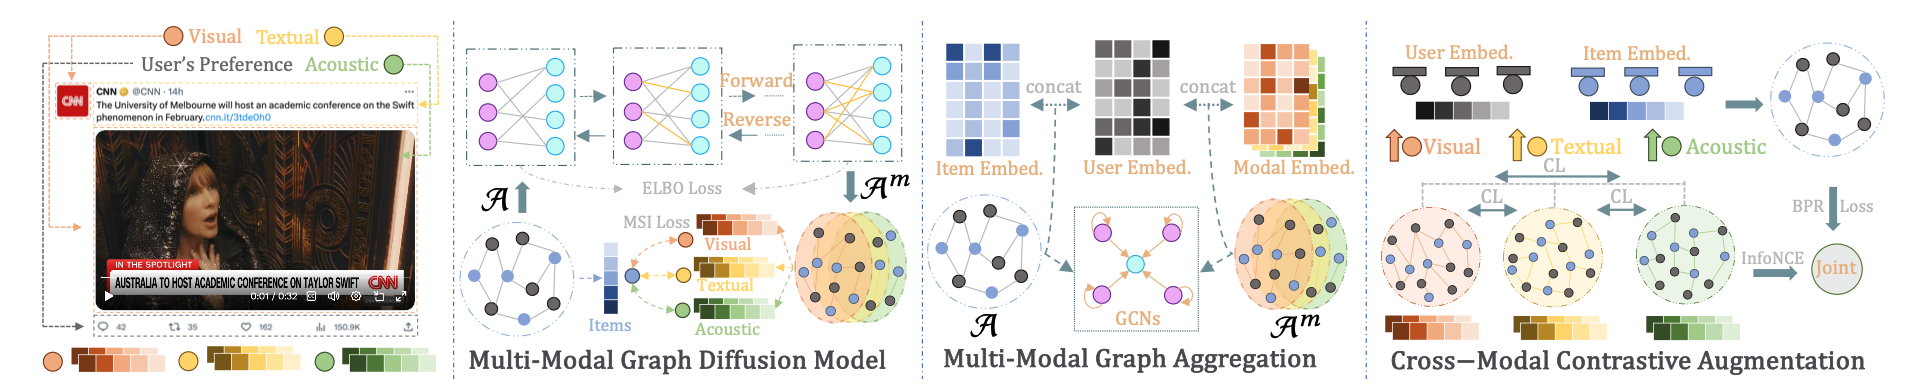 Visual Textual
User's Preference Acoustic
CNN
CNN @CNN · 14h
The University of Melbourne will host an academic conference on the Swift
phenomenon in February.cnn.it/3tde0h0
IN THE SPOTLIGHT
AUSTRALIA TO HOST ACADEMIC CONFERENCE ON TAYLOR SWIFT CNN
0:01 / 0:32
42 35 162 150.9K
Forward
Reverse
ELBO Loss
𝒜
𝒜ᵐ
MSI Loss
Visual
Textual
Acoustic
Items
Multi-Modal Graph Diffusion Model
concat
concat
Item Embed.
User Embed.
Modal Embed.
GCNs
𝒜
𝒜ᵐ
Multi-Modal Graph Aggregation
User Embed.
Item Embed.
Visual
Textual
Acoustic
CL
CL
CL
BPR Loss
InfoNCE
Joint
Cross—Modal Contrastive Augmentation